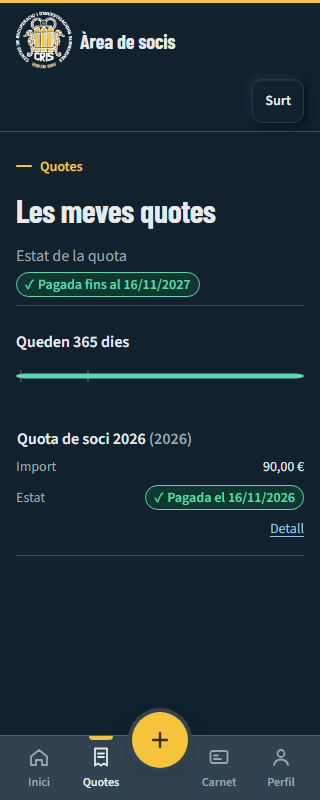 CRIS
Àrea de socis
Surt
Quotes
Les meves quotes
Estat de la quota
✓ Pagada fins al 16/11/2027
Queden 365 dies
Quota de soci 2026 (2026)
Import
90,00 €
Estat
✓ Pagada el 16/11/2026
Detall
Inici
Quotes
Carnet
Perfil